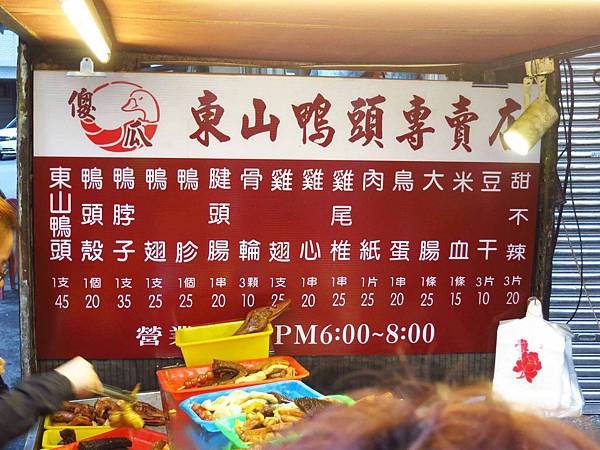 傻瓜
東山鴨頭專賣店
東山鴨頭 1支 45
鴨頭殼 1個 20
鴨脖子 1支 35
鴨翅 1支 25
鴨胗 1個 25
腱頭腸 1串 20
骨輪 3顆 10
雞翅 1支 25
雞心 1串 20
雞尾椎 1串 25
肉紙 1片 25
鳥蛋 1串 20
大腸 1條 25
米血 1條 15
豆干 3片 10
甜不辣 3片 20
營業
PM6:00~8:00